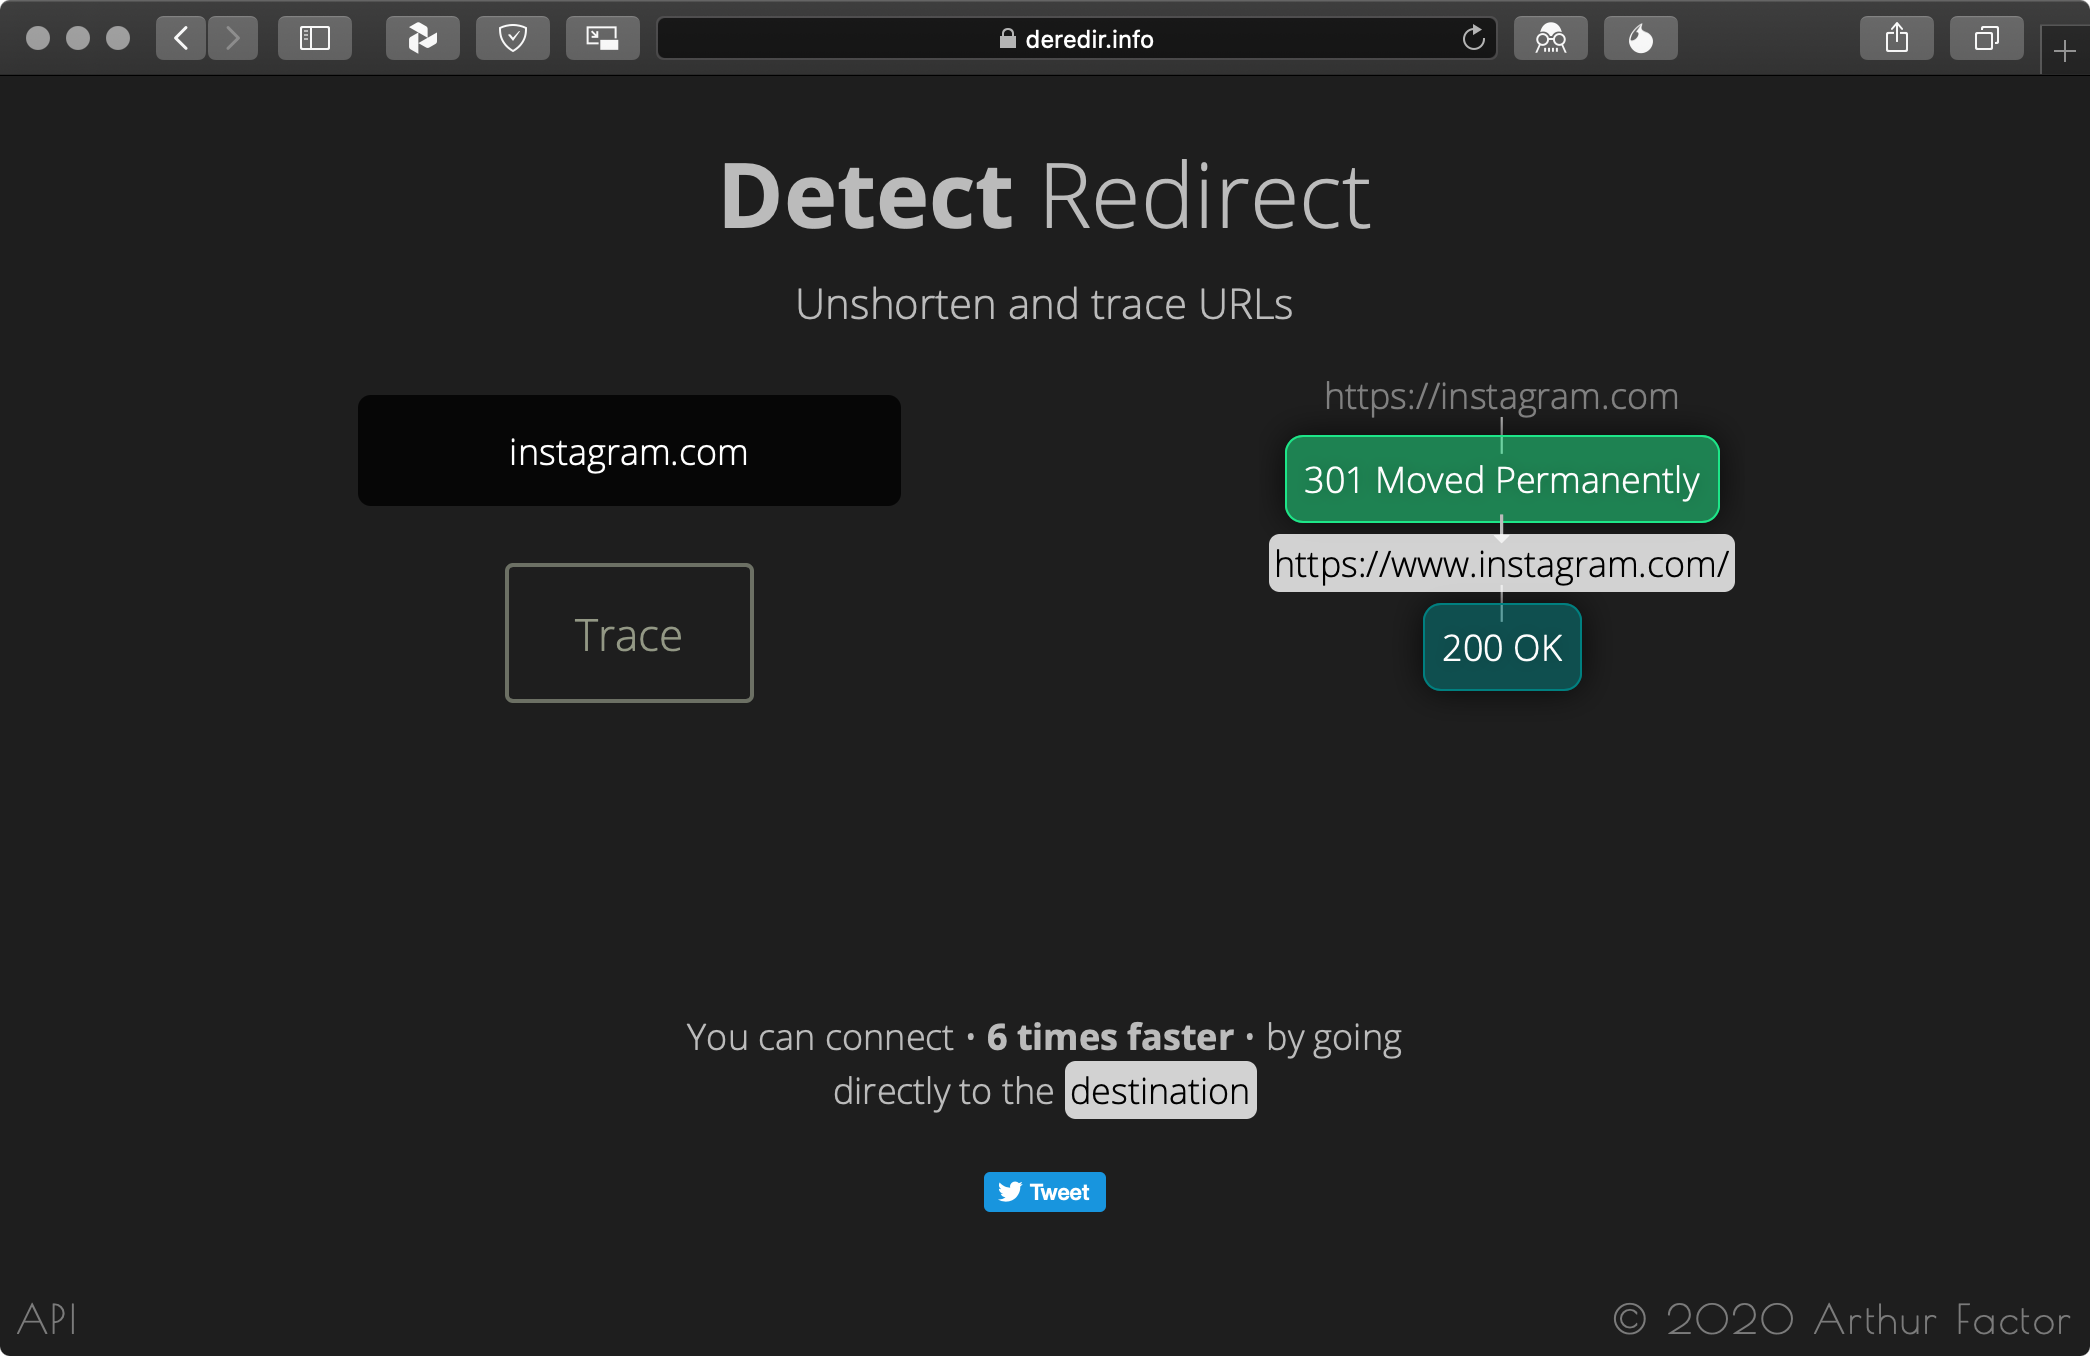 deredir.info
Detect Redirect
Unshorten and trace URLs
instagram.com
Trace
https://instagram.com
301 Moved Permanently
https://www.instagram.com/
200 OK
You can connect • 6 times faster • by going
directly to the destination
Tweet
API
© 2020 Arthur Factor